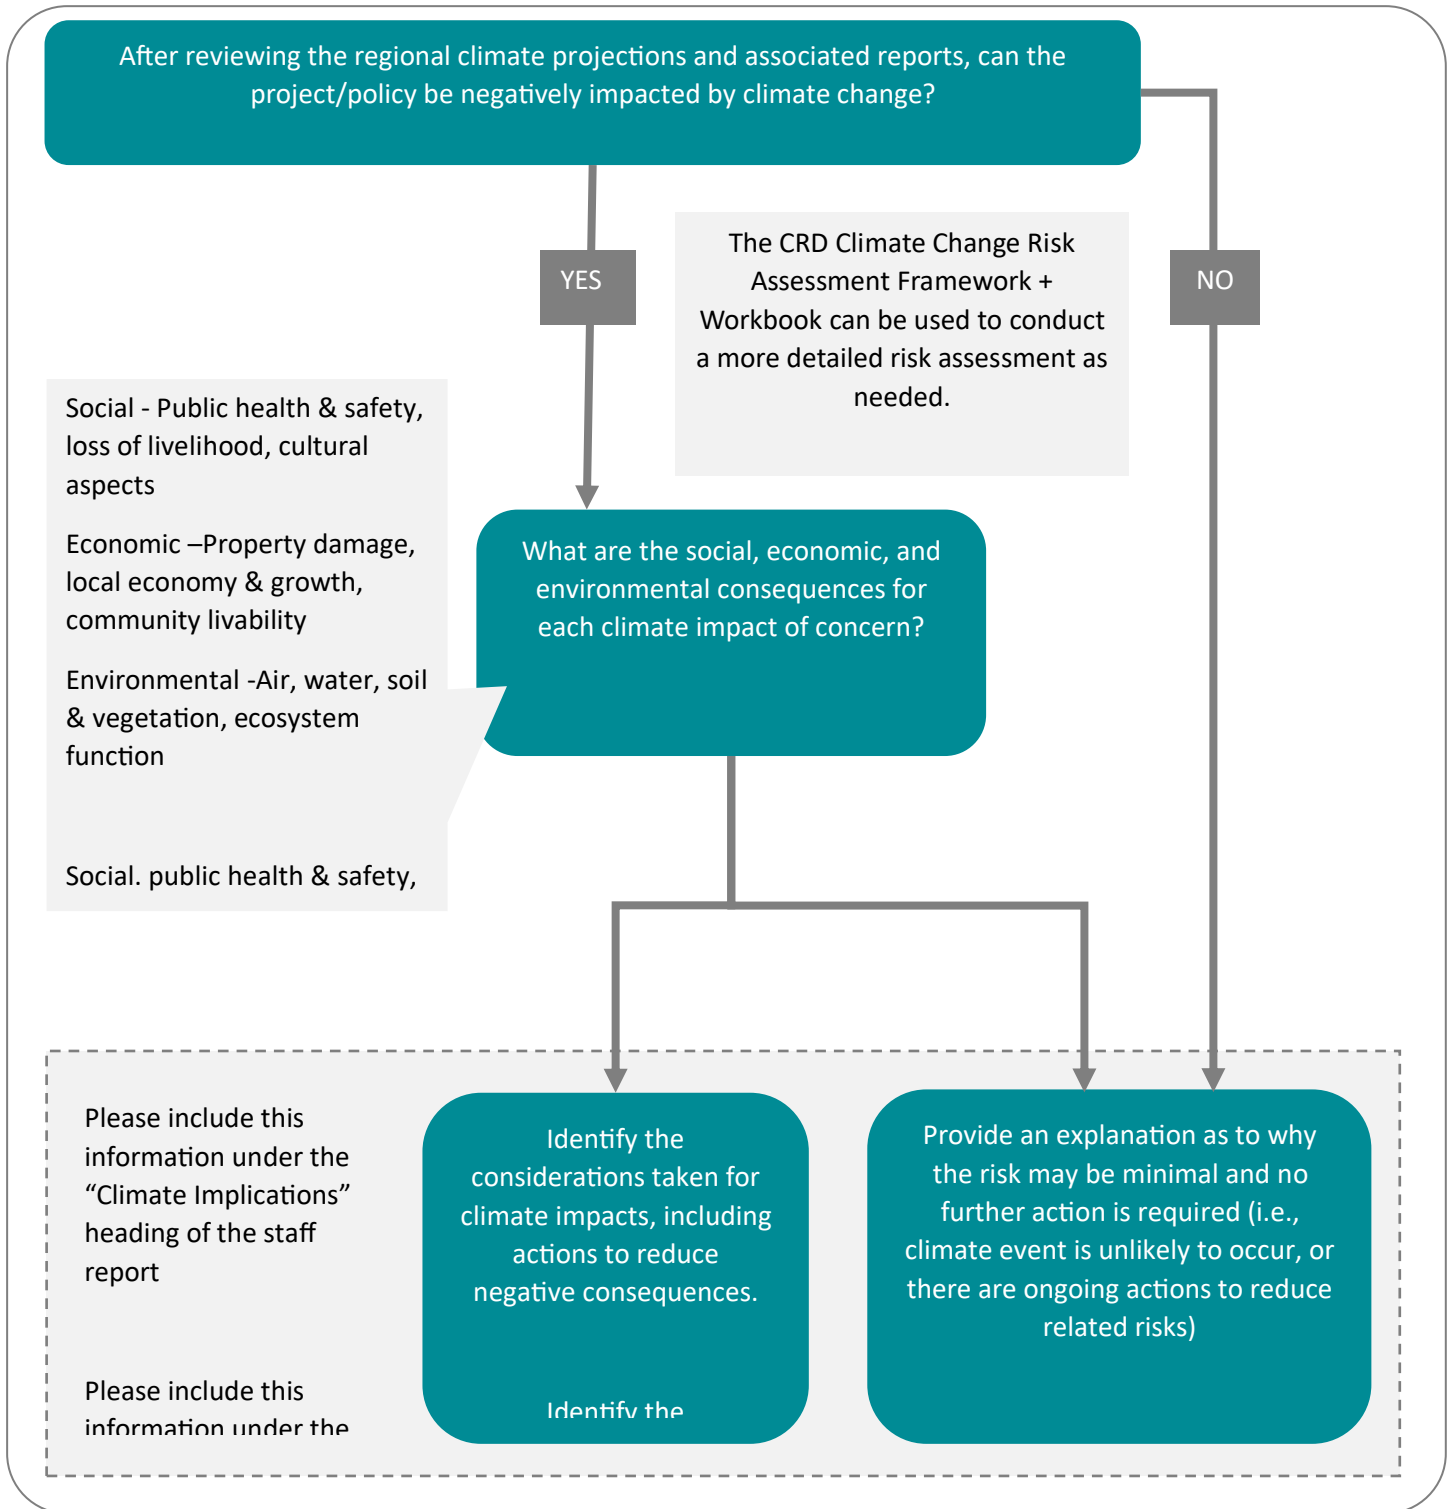 After reviewing the regional climate projections and associated reports, can the
project/policy be negatively impacted by climate change?
YES
The CRD Climate Change Risk
Assessment Framework +
Workbook can be used to conduct
a more detailed risk assessment as
needed.
NO
Social - Public health & safety,
loss of livelihood, cultural
aspects
Economic –Property damage,
local economy & growth,
community livability
Environmental -Air, water, soil
& vegetation, ecosystem
function
Social. public health & safety,
What are the social, economic, and
environmental consequences for
each climate impact of concern?
Please include this
information under the
“Climate Implications”
heading of the staff
report
Please include this
information under the
Identify the
considerations taken for
climate impacts, including
actions to reduce
negative consequences.
Identify the
Provide an explanation as to why
the risk may be minimal and no
further action is required (i.e.,
climate event is unlikely to occur, or
there are ongoing actions to reduce
related risks)